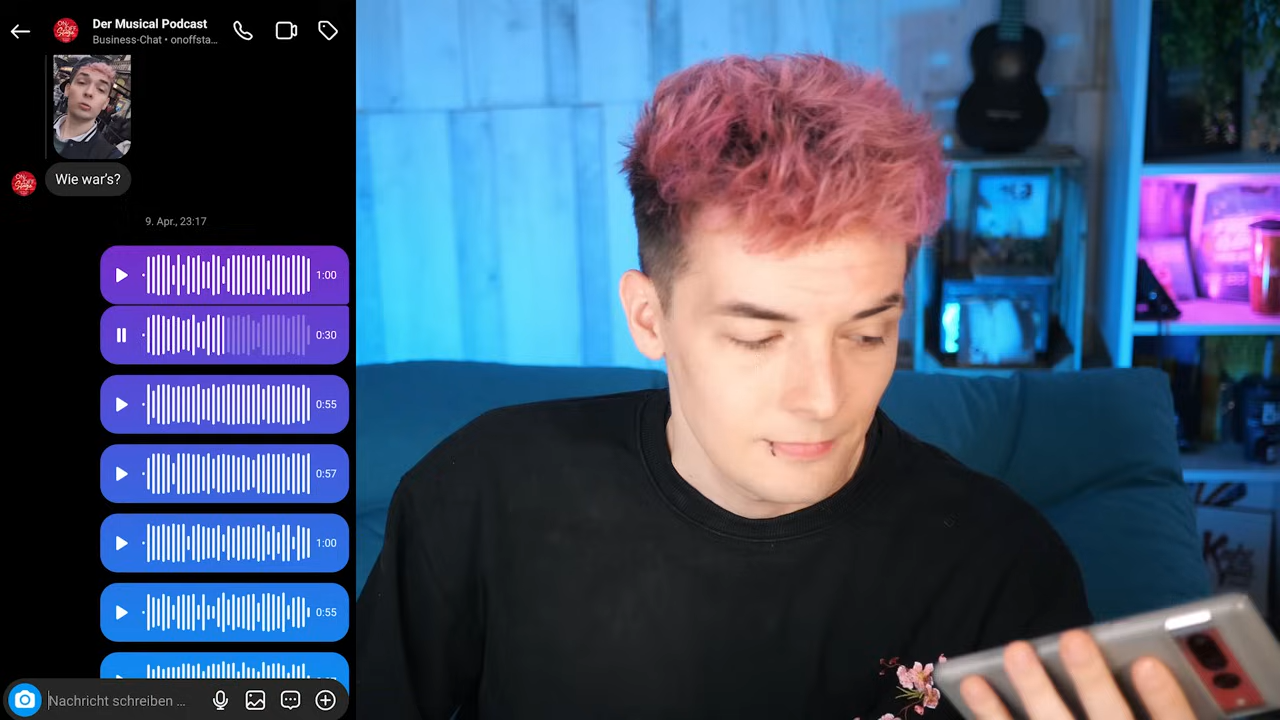 Der Musical Podcast
Business-Chat • onoffsta...
Wie war's?
9. Apr., 23:17
1:00
0:30
0:55
0:57
1:00
0:55
Nachricht schreiben ...